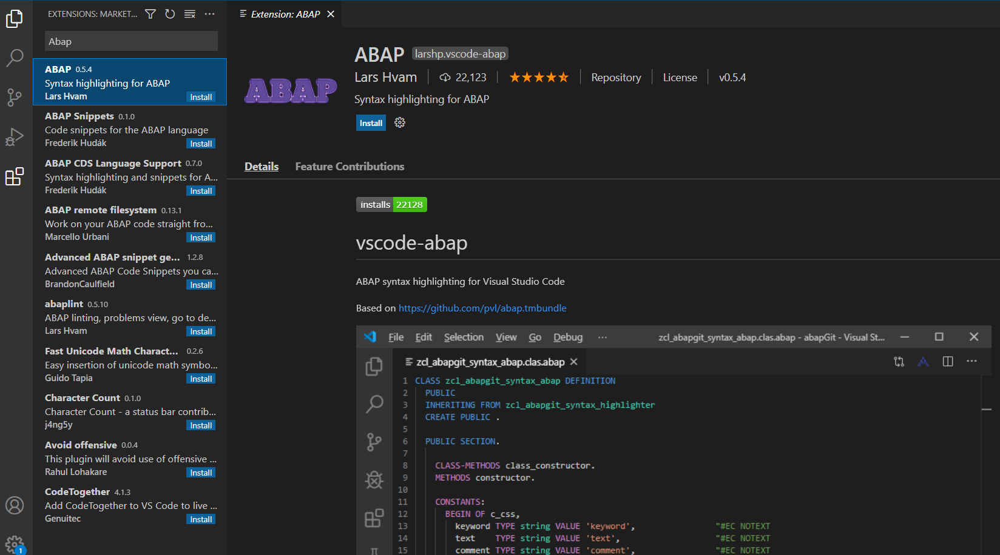 EXTENSIONS: MARKET...
Abap
ABAP 0.5.4
Syntax highlighting for ABAP
Lars Hvam
Install
ABAP Snippets 0.1.0
Code snippets for the ABAP language
Frederik Hudák
Install
ABAP CDS Language Support 0.7.0
Syntax highlighting and snippets for A...
Frederik Hudák
Install
ABAP remote filesystem 0.13.1
Work on your ABAP code straight fro...
Marcello Urbani
Install
Advanced ABAP snippet ge... 1.2.8
Advanced ABAP Code Snippets you ca...
BrandonCaulfield
Install
abaplint 0.5.10
ABAP linting, problems view, go to de...
Lars Hvam
Install
Fast Unicode Math Charact... 0.2.6
Easy insertion of unicode math symbo...
Guido Tapia
Install
Character Count 0.1.0
Character Count - a status bar contrib...
j4ng5y
Install
Avoid offensive 0.0.4
This plugin will avoid use of offensive ...
Rahul Lohakare
Install
CodeTogether 4.1.3
Add CodeTogether to VS Code to live ...
Genuitec
Install
1
Extension: ABAP
ABAP
ABAP larshp.vscode-abap
Lars Hvam 22,123 Repository License v0.5.4
Syntax highlighting for ABAP
Install
Details Feature Contributions
installs 22128
vscode-abap
ABAP syntax highlighting for Visual Studio Code
Based on https://github.com/pvl/abap.tmbundle
File Edit Selection View Go Debug ... zcl_abapgit_syntax_abap.clas.abap - abapGit - Visual St...
zcl_abapgit_syntax_abap.clas.abap
1 CLASS zcl_abapgit_syntax_abap DEFINITION
2 PUBLIC
3 INHERITING FROM zcl_abapgit_syntax_highlighter
4 CREATE PUBLIC .
5
6 PUBLIC SECTION.
7
8 CLASS-METHODS class_constructor.
9 METHODS constructor.
10
11 CONSTANTS:
12 BEGIN OF c_css,
13 keyword TYPE string VALUE 'keyword', "#EC NOTEXT
14 text TYPE string VALUE 'text', "#EC NOTEXT
15 comment TYPE string VALUE 'comment', "#EC NOTEXT